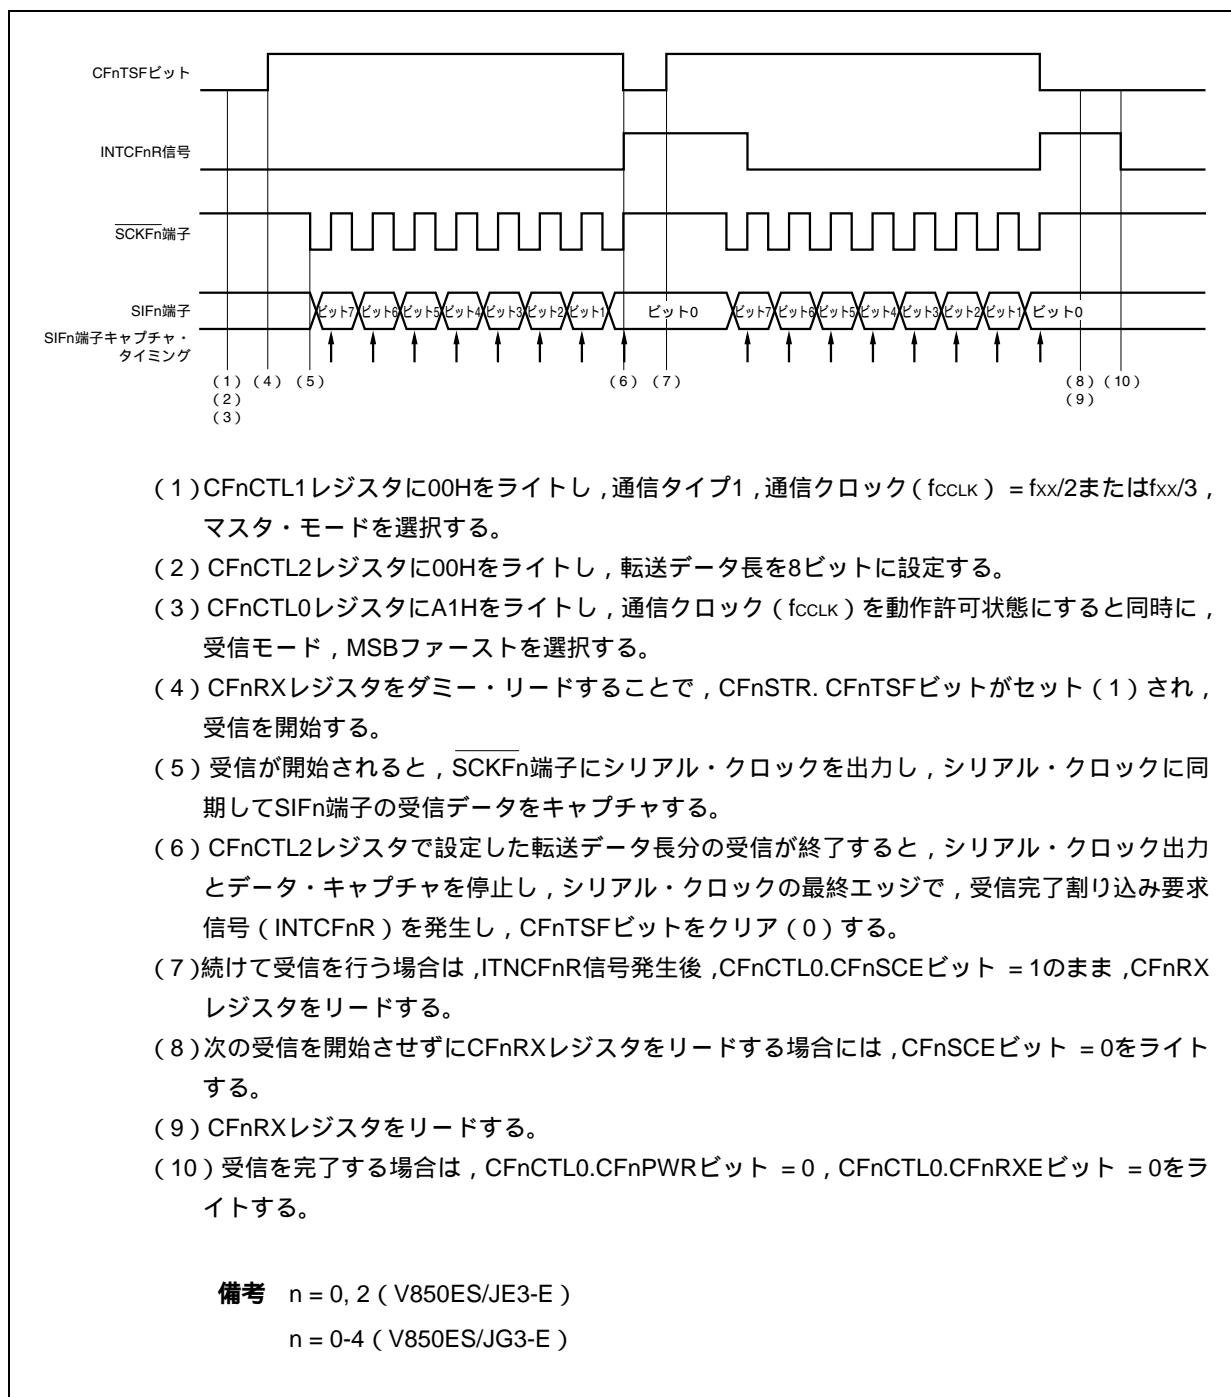 CFnTSFビット
INTCFnR信号
SCKFn端子
SIFn端子
ビット7 ビット6 ビット5 ビット4 ビット3 ビット2 ビット1 ビット0 ビット7 ビット6 ビット5 ビット4 ビット3 ビット2 ビット1 ビット0
SIFn端子キャプチャ・
タイミング
(1) (4) (5) (6) (7) (8) (10)
(2) (9)
(3)
(1)CFnCTL1レジスタに00Hをライトし,通信タイプ1,通信クロック(fCCLK)= fXX/2またはfXX/3,
マスタ・モードを選択する。
(2)CFnCTL2レジスタに00Hをライトし,転送データ長を8ビットに設定する。
(3)CFnCTL0レジスタにA1Hをライトし,通信クロック(fCCLK)を動作許可状態にすると同時に,
受信モード,MSBファーストを選択する。
(4)CFnRXレジスタをダミー・リードすることで,CFnSTR. CFnTSFビットがセット(1)され,
受信を開始する。
(5)受信が開始されると,SCKFn端子にシリアル・クロックを出力し,シリアル・クロックに同
期してSIFn端子の受信データをキャプチャする。
(6)CFnCTL2レジスタで設定した転送データ長分の受信が終了すると,シリアル・クロック出力
とデータ・キャプチャを停止し,シリアル・クロックの最終エッジで,受信完了割り込み要求
信号(INTCFnR)を発生し,CFnTSFビットをクリア(0)する。
(7)続けて受信を行う場合は,ITNCFnR信号発生後,CFnCTL0.CFnSCEビット = 1のまま,CFnRX
レジスタをリードする。
(8)次の受信を開始させずにCFnRXレジスタをリードする場合には,CFnSCEビット = 0をライト
する。
(9)CFnRXレジスタをリードする。
(10)受信を完了する場合は,CFnCTL0.CFnPWRビット = 0,CFnCTL0.CFnRXEビット = 0をラ
イトする。
備考 n = 0, 2(V850ES/JE3-E)
n = 0-4(V850ES/JG3-E)